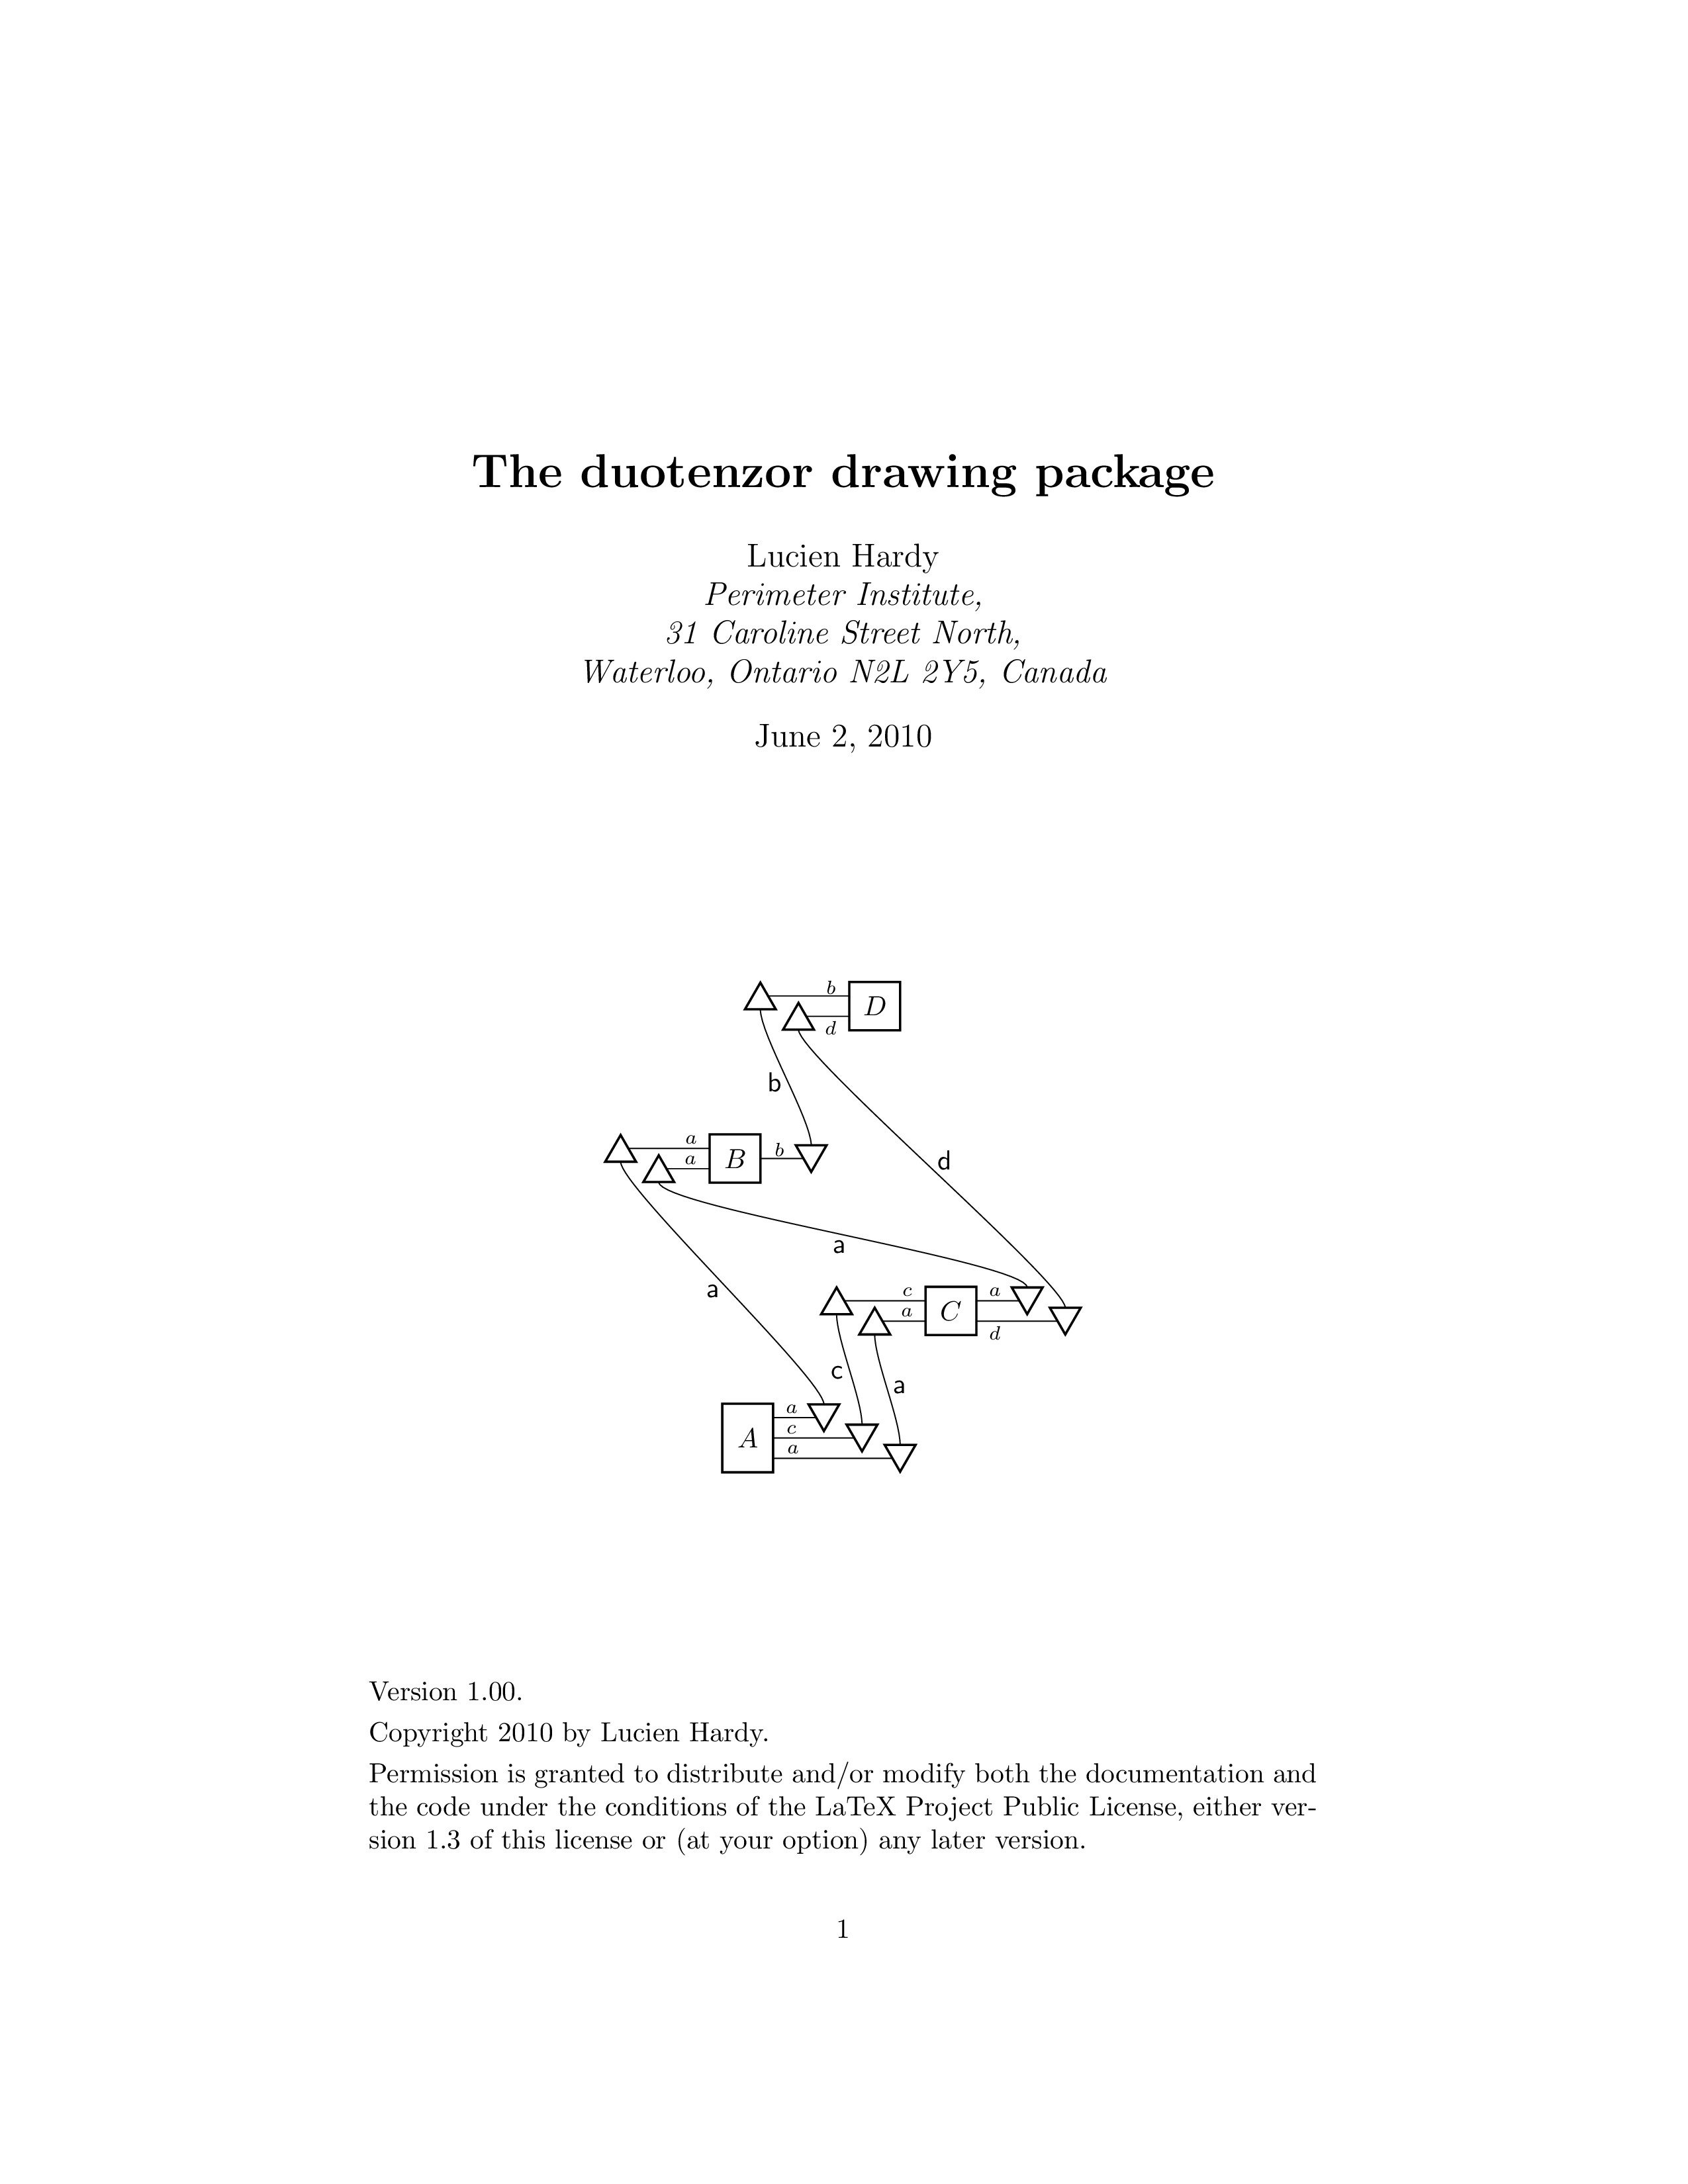 The duotenzor drawing package
Lucien Hardy
Perimeter Institute,
31 Caroline Street North,
Waterloo, Ontario N2L 2Y5, Canada
June 2, 2010
b
D
d
b
a
B
b
a
d
a
a
c
C
a
a
d
c
a
a
A
c
a
Version 1.00.
Copyright 2010 by Lucien Hardy.
Permission is granted to distribute and/or modify both the documentation and
the code under the conditions of the LaTeX Project Public License, either ver-
sion 1.3 of this license or (at your option) any later version.
1